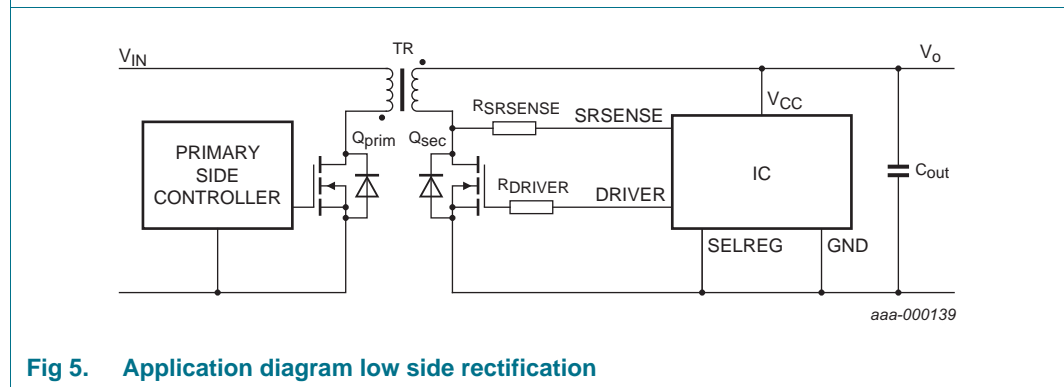 TR
V_IN
V_o
V_CC
R_SRSENSE
SRSENSE
Q_prim
Q_sec
PRIMARY
SIDE
CONTROLLER
IC
C_out
R_DRIVER
DRIVER
SELREG
GND
aaa-000139
Fig 5. Application diagram low side rectification